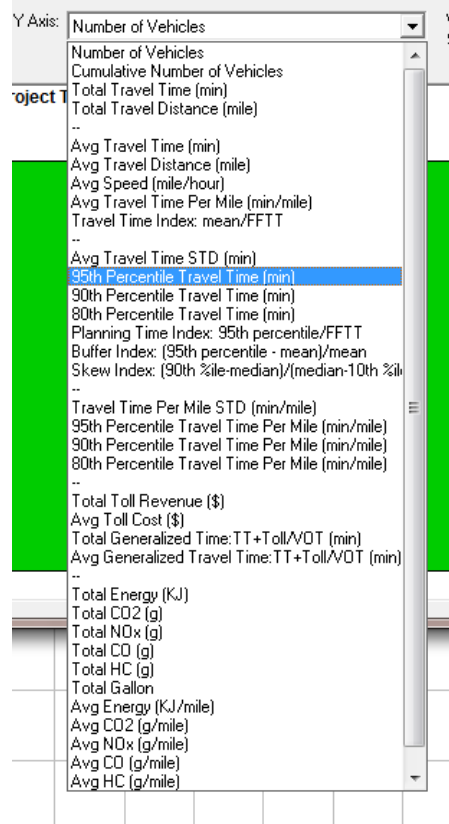 Y Axis: Number of Vehicles
Number of Vehicles
Cumulative Number of Vehicles
Total Travel Time (min)
oject T
Total Travel Distance (mile)
--
Avg Travel Time (min)
Avg Travel Distance (mile)
Avg Speed (mile/hour)
Avg Travel Time Per Mile (min/mile)
Travel Time Index: mean/FFTT
--
Avg Travel Time STD (min)
95th Percentile Travel Time (min)
90th Percentile Travel Time (min)
80th Percentile Travel Time (min)
Planning Time Index: 95th percentile/FFTT
Buffer Index: (95th percentile - mean)/mean
Skew Index: (90th %ile-median)/(median-10th %il
--
Travel Time Per Mile STD (min/mile)
95th Percentile Travel Time Per Mile (min/mile)
90th Percentile Travel Time Per Mile (min/mile)
80th Percentile Travel Time Per Mile (min/mile)
--
Total Toll Revenue ($)
Avg Toll Cost ($)
Total Generalized Time:TT+Toll/VOT (min)
Avg Generalized Travel Time:TT+Toll/VOT (min)
--
Total Energy (KJ)
Total CO2 (g)
Total NOx (g)
Total CO (g)
Total HC (g)
Total Gallon
Avg Energy (KJ/mile)
Avg CO2 (g/mile)
Avg NOx (g/mile)
Avg CO (g/mile)
Avg HC (g/mile)